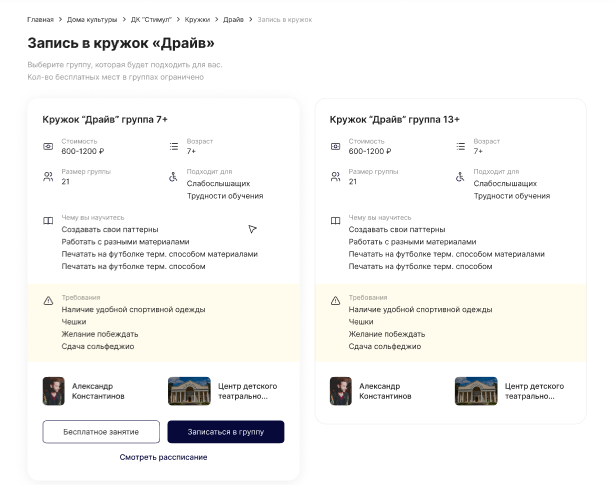 Главная > Дома культуры > ДК "Стимул" > Кружки > Драйв > Запись в кружок
Запись в кружок «Драйв»
Выберите группу, которая будет подходить для вас.
Кол-во бесплатных мест в группах ограничено
Кружок "Драйв" группа 7+
Стоимость
600-1200 ₽
Возраст
7+
Размер группы
21
Подходит для
Слабослышащих
Трудности обучения
Чему вы научитесь
Создавать свои паттерны
Работать с разными материалами
Печатать на футболке терм. способом материалами
Печатать на футболке терм. способом
Требования
Наличие удобной спортивной одежды
Чешки
Желание побеждать
Сдача сольфеджио
Александр
Константинов
Центр детского
театрально...
Бесплатное занятие
Записаться в группу
Смотреть рассписание
Кружок "Драйв" группа 13+
Стоимость
600-1200 ₽
Возраст
7+
Размер группы
21
Подходит для
Слабослышащих
Трудности обучения
Чему вы научитесь
Создавать свои паттерны
Работать с разными материалами
Печатать на футболке терм. способом материалами
Печатать на футболке терм. способом
Требования
Наличие удобной спортивной одежды
Чешки
Желание побеждать
Сдача сольфеджио
Александр
Константинов
Центр детского
театрально...